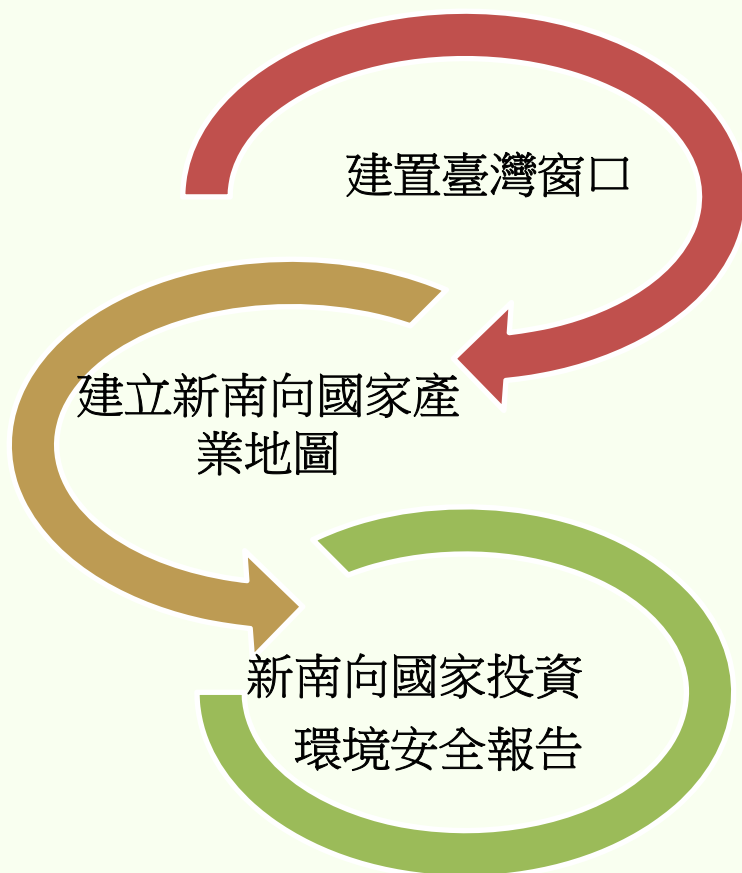 建置臺灣窗口
建立新南向國家產
業地圖
新南向國家投資
環境安全報告